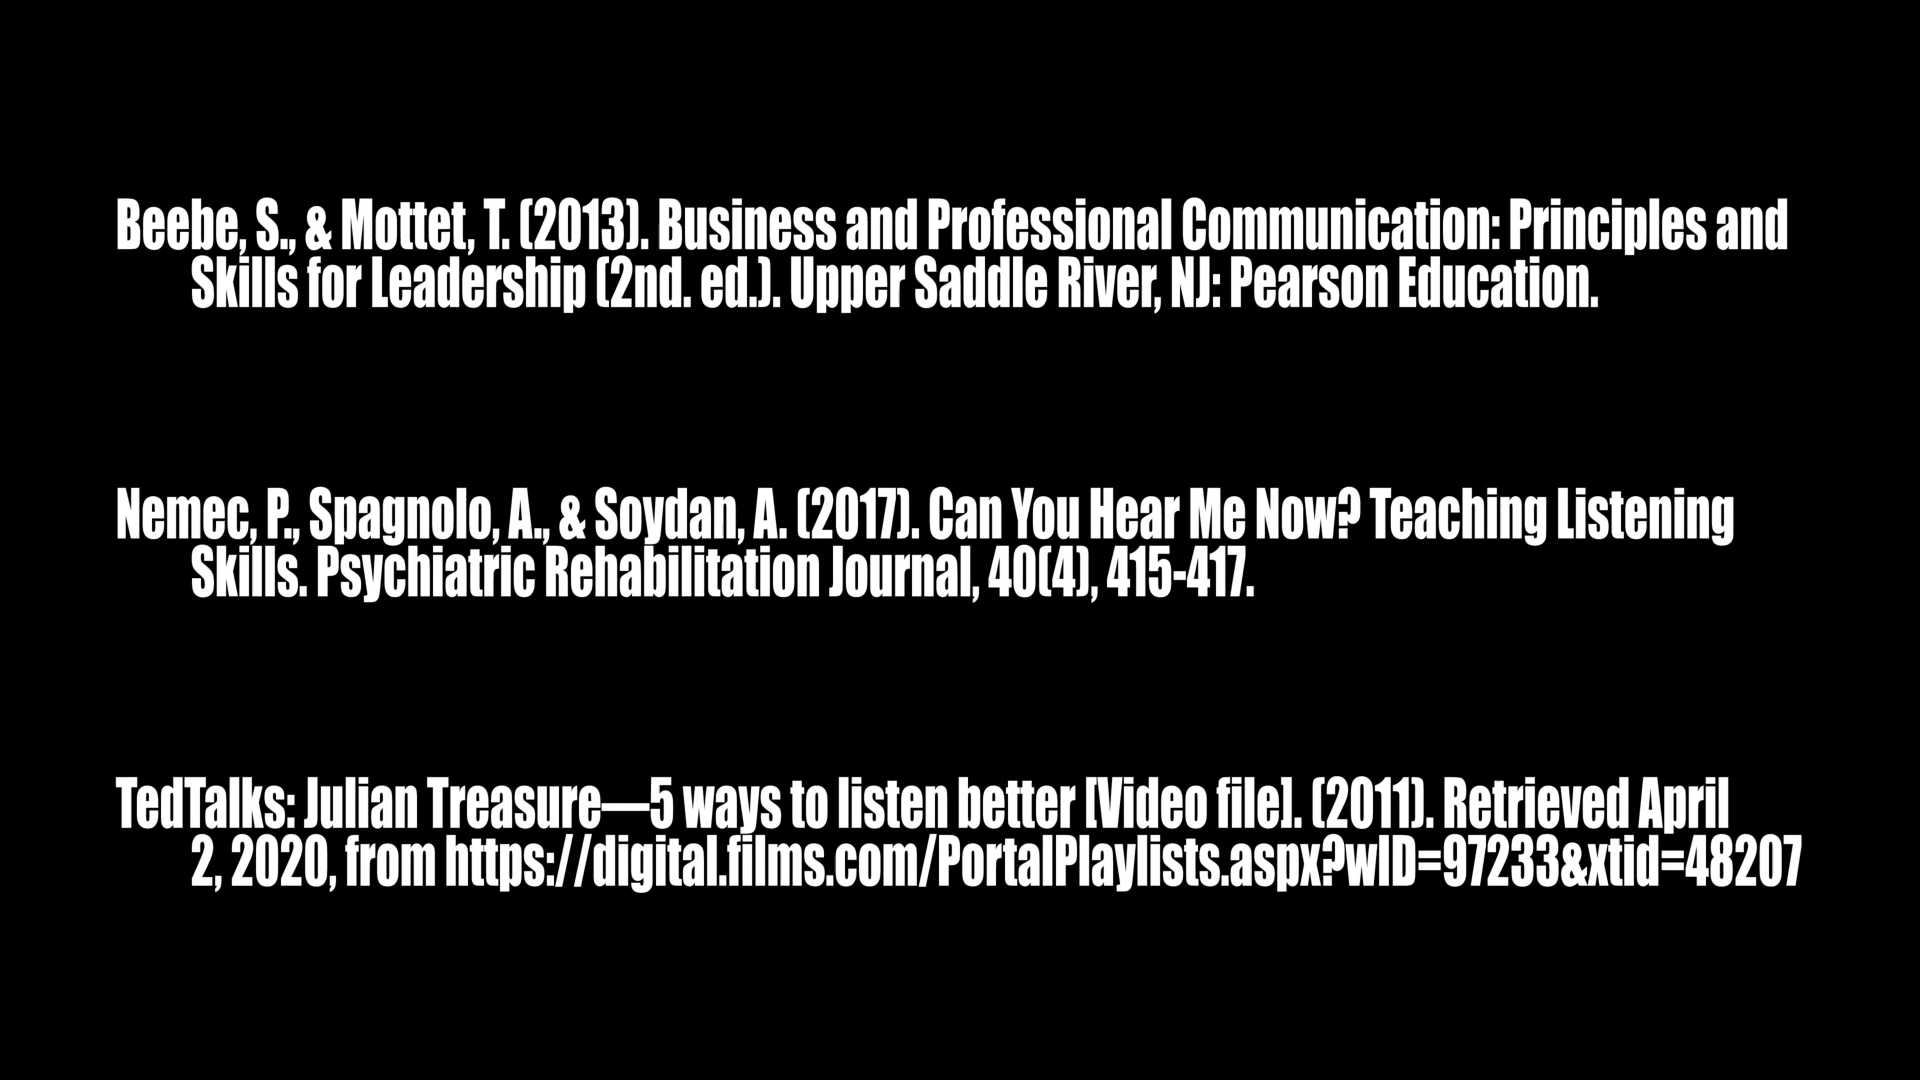 Beebe, S., & Mottet, T. (2013). Business and Professional Communication: Principles and
Skills for Leadership (2nd. ed.). Upper Saddle River, NJ: Pearson Education.
Nemec, P., Spagnolo, A., & Soydan, A. (2017). Can You Hear Me Now? Teaching Listening
Skills. Psychiatric Rehabilitation Journal, 40(4), 415-417.
TedTalks: Julian Treasure—5 ways to listen better [Video file]. (2011). Retrieved April
2, 2020, from https://digital.films.com/PortalPlaylists.aspx?wID=97233&xtid=48207